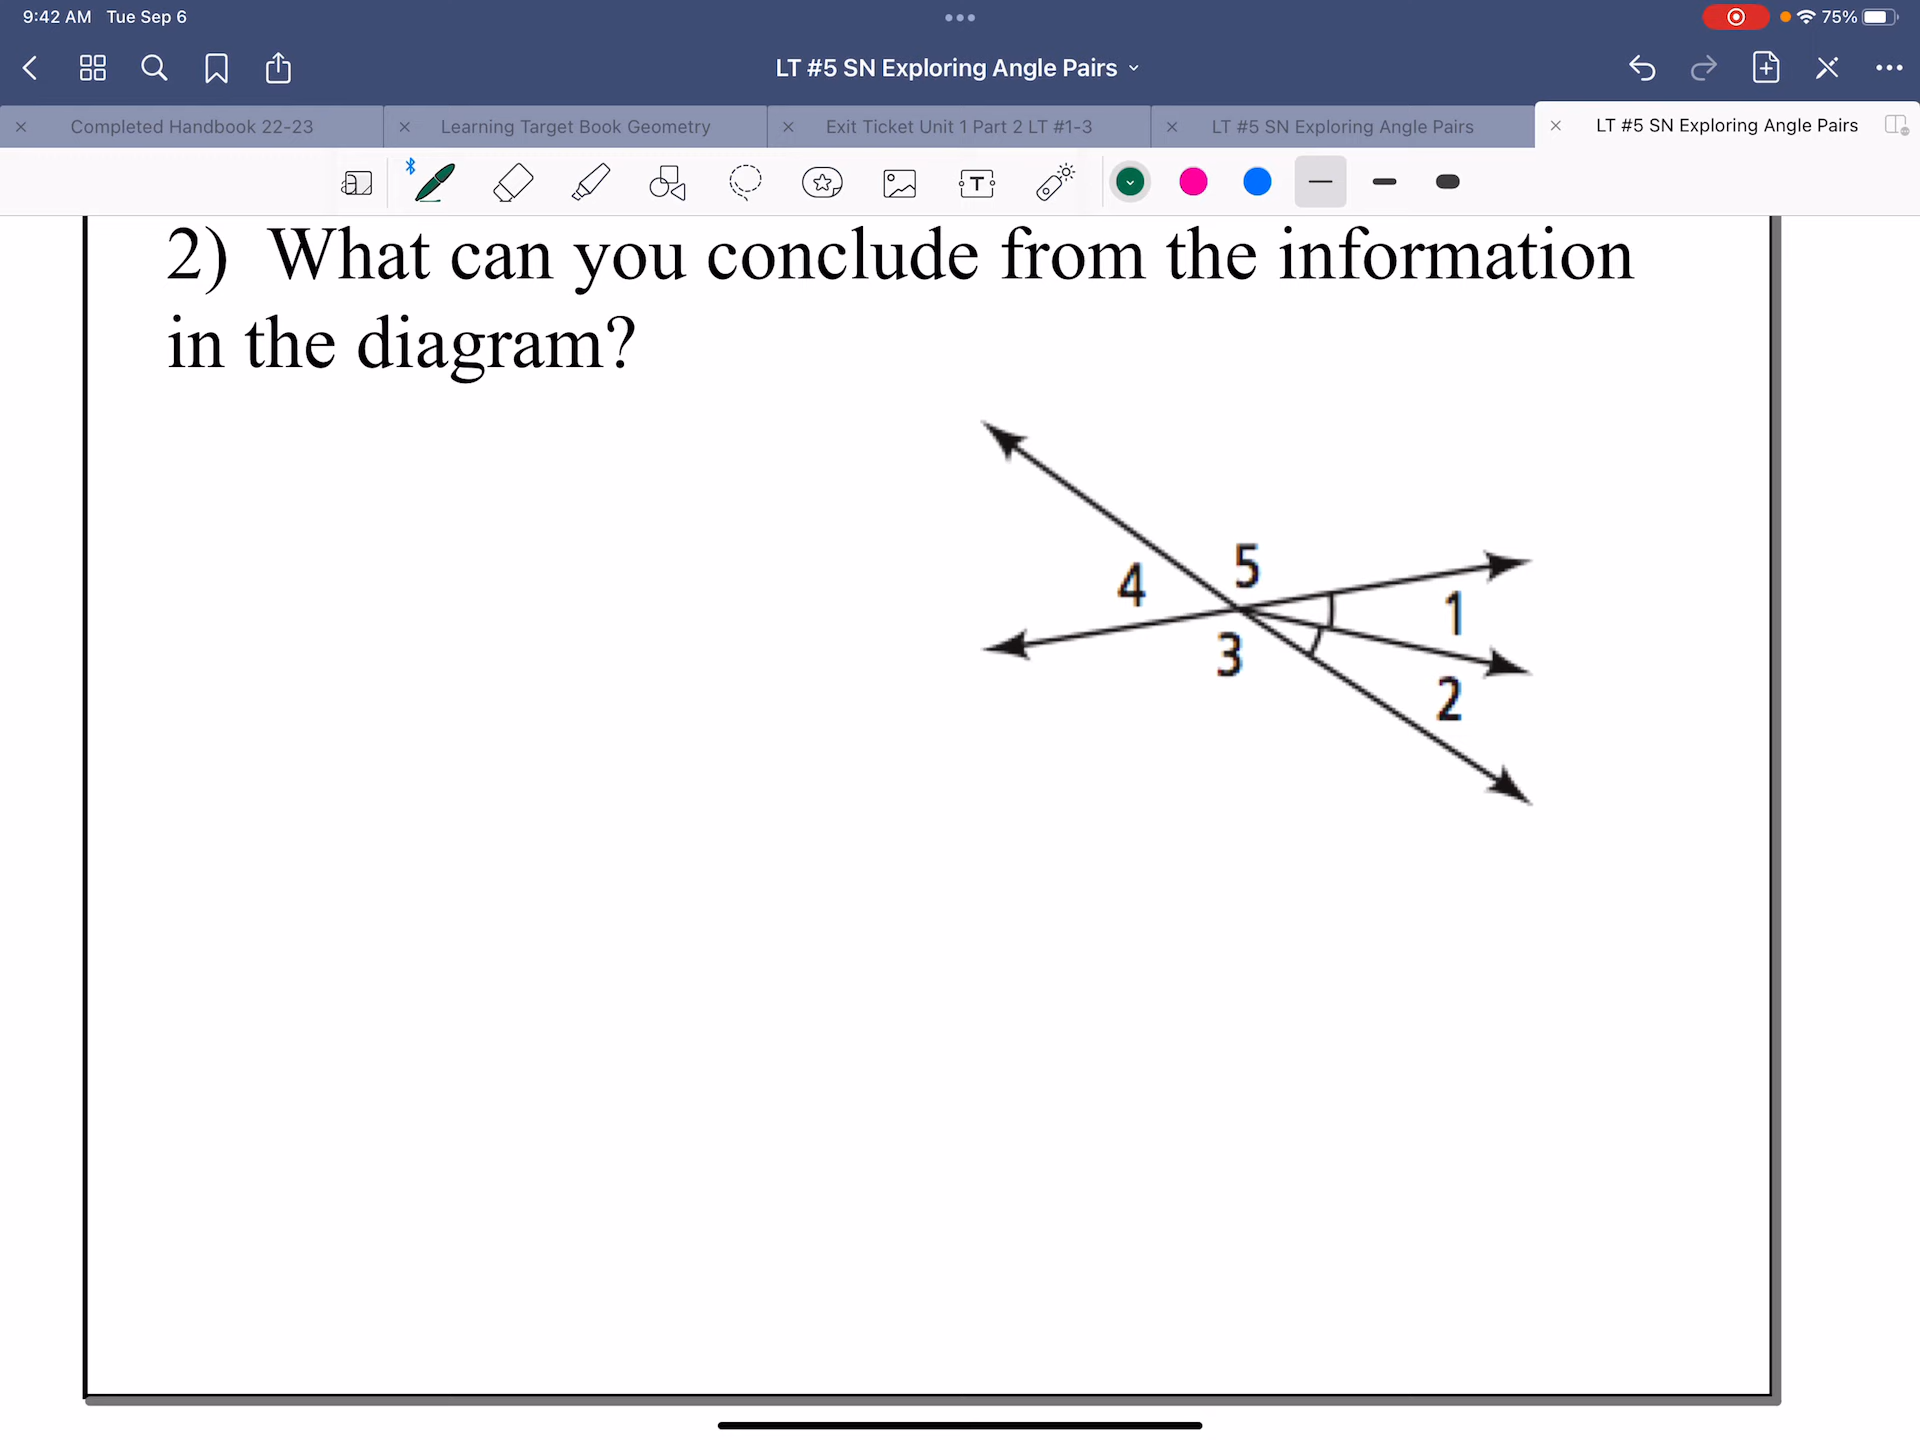 9:42 AM Tue Sep 6
75%
LT #5 SN Exploring Angle Pairs
Completed Handbook 22-23
Learning Target Book Geometry
Exit Ticket Unit 1 Part 2 LT #1-3
LT #5 SN Exploring Angle Pairs
LT #5 SN Exploring Angle Pairs
2) What can you conclude from the information
in the diagram?
5
4
1
3
2